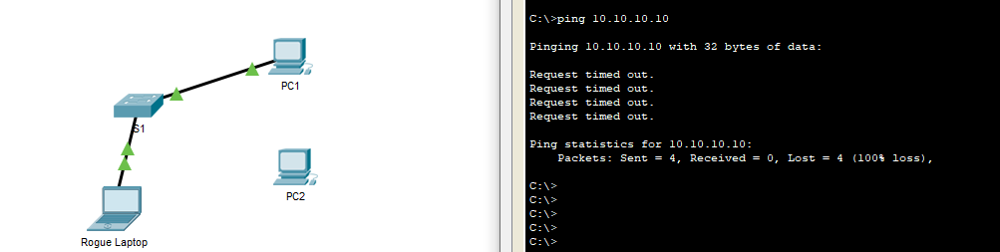 PC1
S1
PC2
Rogue Laptop
C:\>ping 10.10.10.10
Pinging 10.10.10.10 with 32 bytes of data:
Request timed out.
Request timed out.
Request timed out.
Request timed out.
Ping statistics for 10.10.10.10:
    Packets: Sent = 4, Received = 0, Lost = 4 (100% loss),
C:\>
C:\>
C:\>
C:\>
C:\>